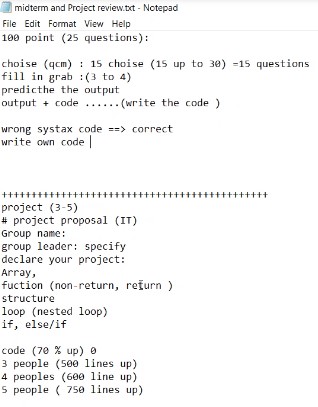 midterm and Project review.txt - Notepad
File Edit Format View Help
100 point (25 questions):
choise (qcm) : 15 choise (15 up to 30) =15 questions
fill in grab :(3 to 4)
predicthe the output
output + code ......(write the code )
wrong systax code ==> correct
write own code
++++++++++++++++++++++++++++++++++++++++++++++
project (3-5)
# project proposal (IT)
Group name:
group leader: specify
declare your project:
Array,
fuction (non-return, return )
structure
loop (nested loop)
if, else/if
code (70 % up) 0
3 people (500 lines up)
4 peoples (600 line up)
5 people ( 750 lines up)